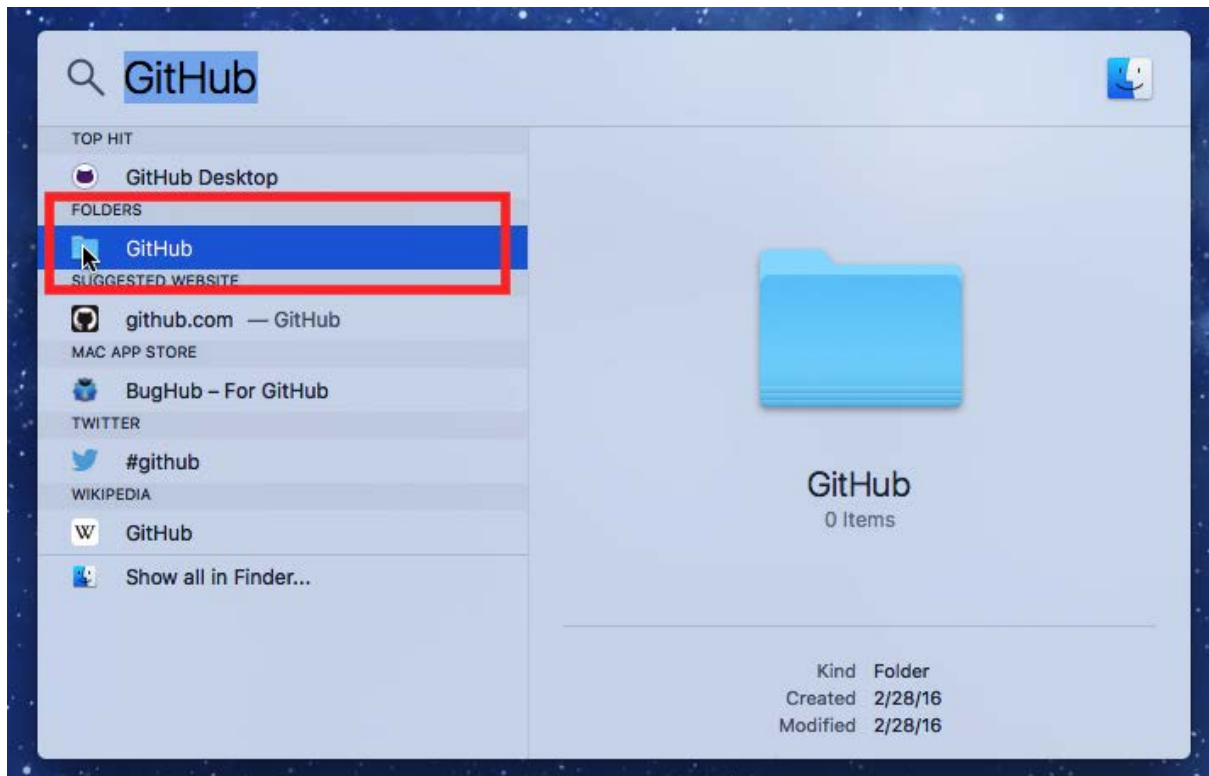 GitHub
TOP HIT
GitHub Desktop
FOLDERS
GitHub
SUGGESTED WEBSITE
github.com — GitHub
MAC APP STORE
BugHub – For GitHub
TWITTER
#github
WIKIPEDIA
W GitHub
Show all in Finder...
GitHub
0 Items
Kind Folder
Created 2/28/16
Modified 2/28/16